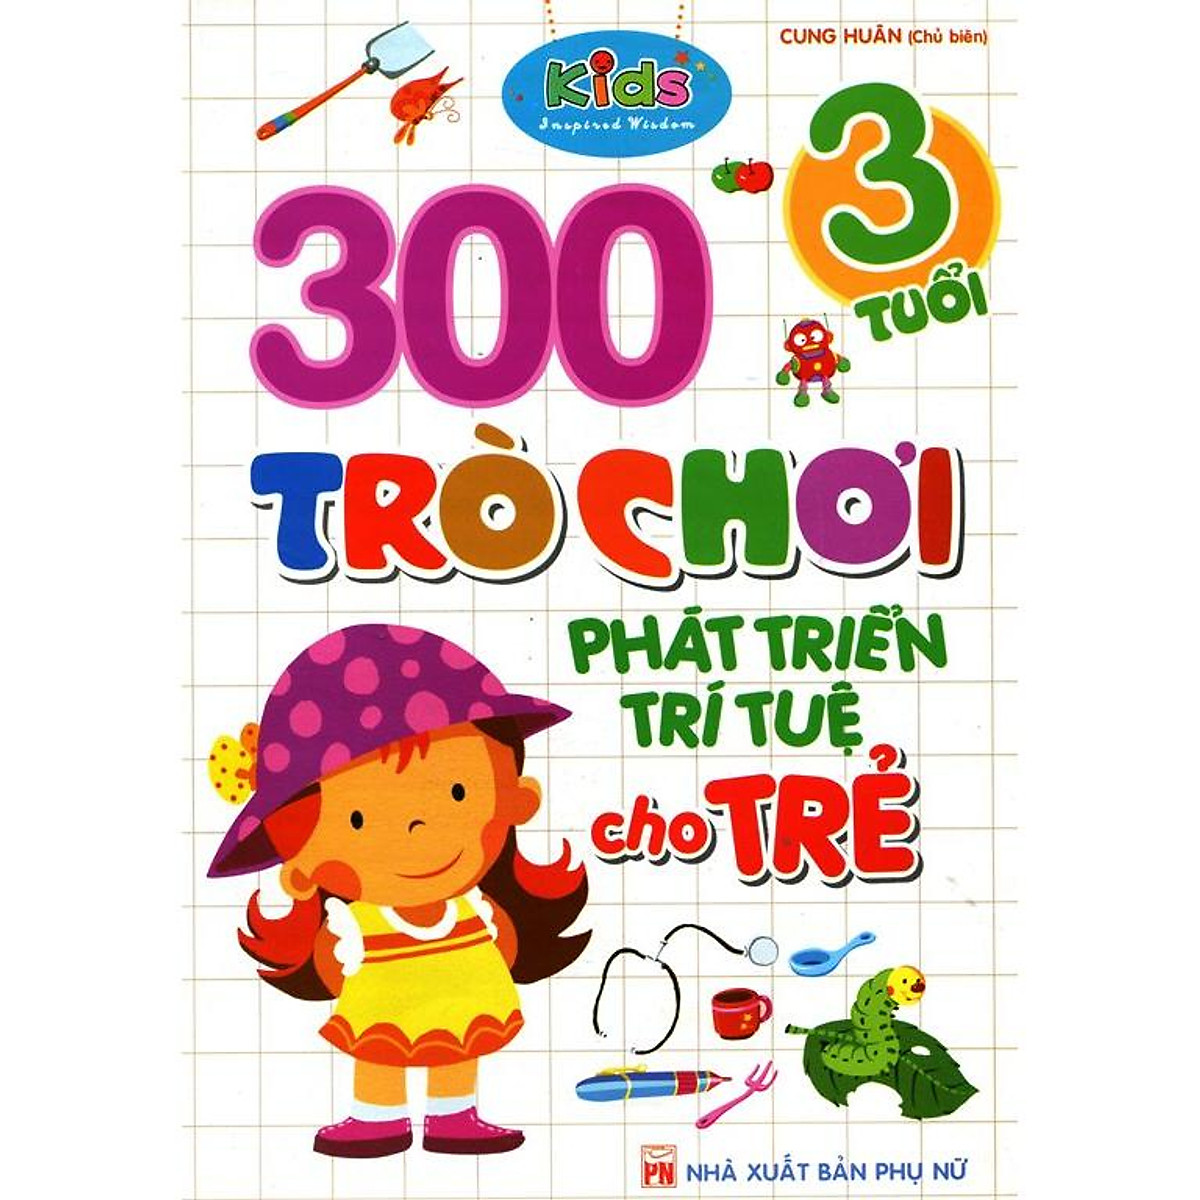 CUNG HUÂN (Chủ biên)
Kids
Inspired Wisdom
3
TUỔI
300
TRÒ CHƠI
PHÁT TRIỂN
TRÍ TUỆ
cho TRẺ
PN NHÀ XUẤT BẢN PHỤ NỮ